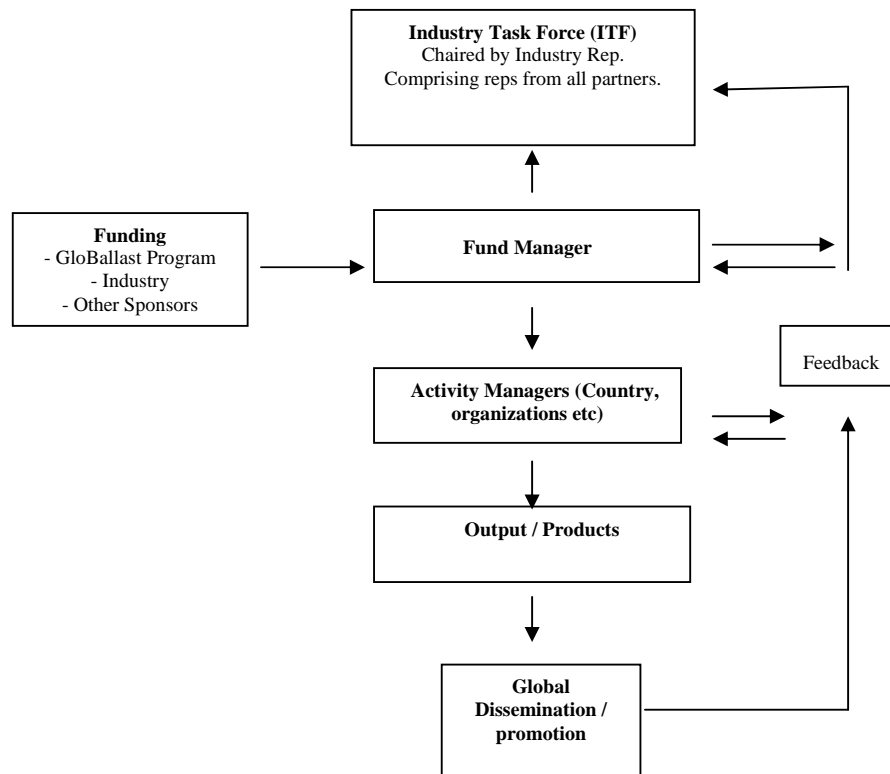 Industry Task Force (ITF)
Chaired by Industry Rep.
Comprising reps from all partners.
Funding
- GloBallast Program
- Industry
- Other Sponsors
Fund Manager
Feedback
Activity Managers (Country,
organizations etc)
Output / Products
Global
Dissemination /
promotion